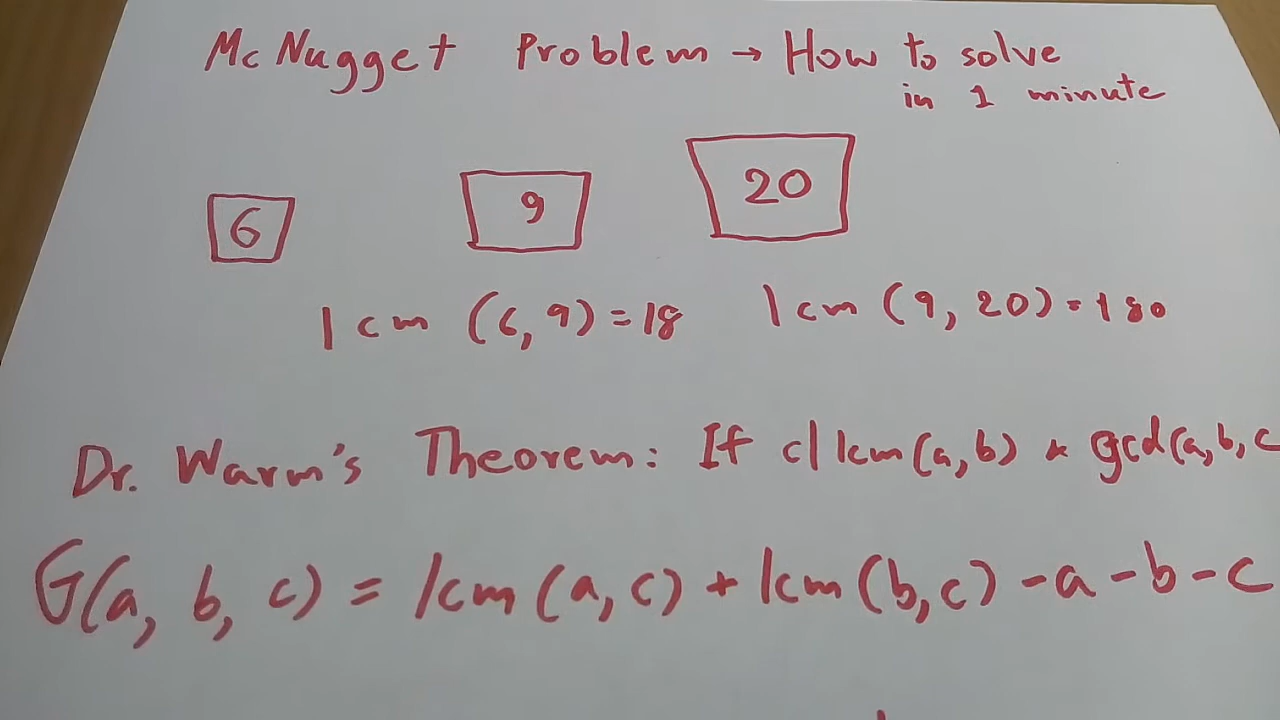 McNugget Problem → How to solve
in 1 minute
6 9 20
lcm (6, 9) = 18 lcm (9, 20) = 180
Dr. Warm's Theorem: If c | lcm(a, b) & gcd(a, b, c
G(a, b, c) = lcm (a, c) + lcm (b, c) - a - b - c